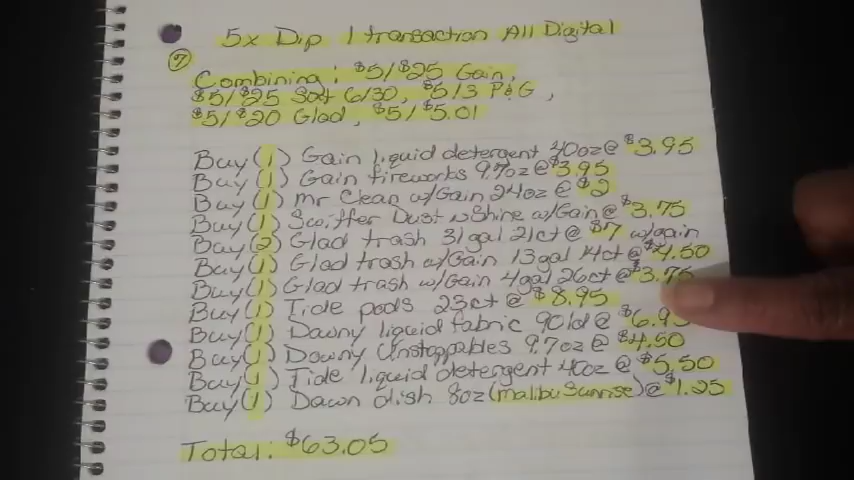 5x Dip 1 transaction All Digital
7
Combining: $5/$25 Gain,
$5/$25 Sat 6/30, $5/3 P&G,
$5/$20 Glad, $5/$5.01
Buy (1) Gain liquid detergent 40oz @ $3.95
Buy (1) Gain fireworks 9.7oz @ $3.95
Buy (1) mr Clean w/Gain 24oz @ $2
Buy (1) Swiffer Dust n Shine w/Gain @ $3.75
Buy (2) Glad trash 31gal 21ct @ $7 w/gain
Buy (1) Glad trash w/Gain 13gal 14ct @ $4.50
Buy (1) Glad trash w/Gain 4gal 26ct @ $3.75
Buy (1) Tide pods 23ct @ $8.95
Buy (1) Downy liquid fabric 90ld @
Buy (1) Downy Unstoppables 9.7oz @ $4.50
Buy (1) Tide liquid detergent 40oz @ $5.50
Buy (1) Dawn dish 8oz (malibu Sunrise) @ $1.25
Total: $63.05